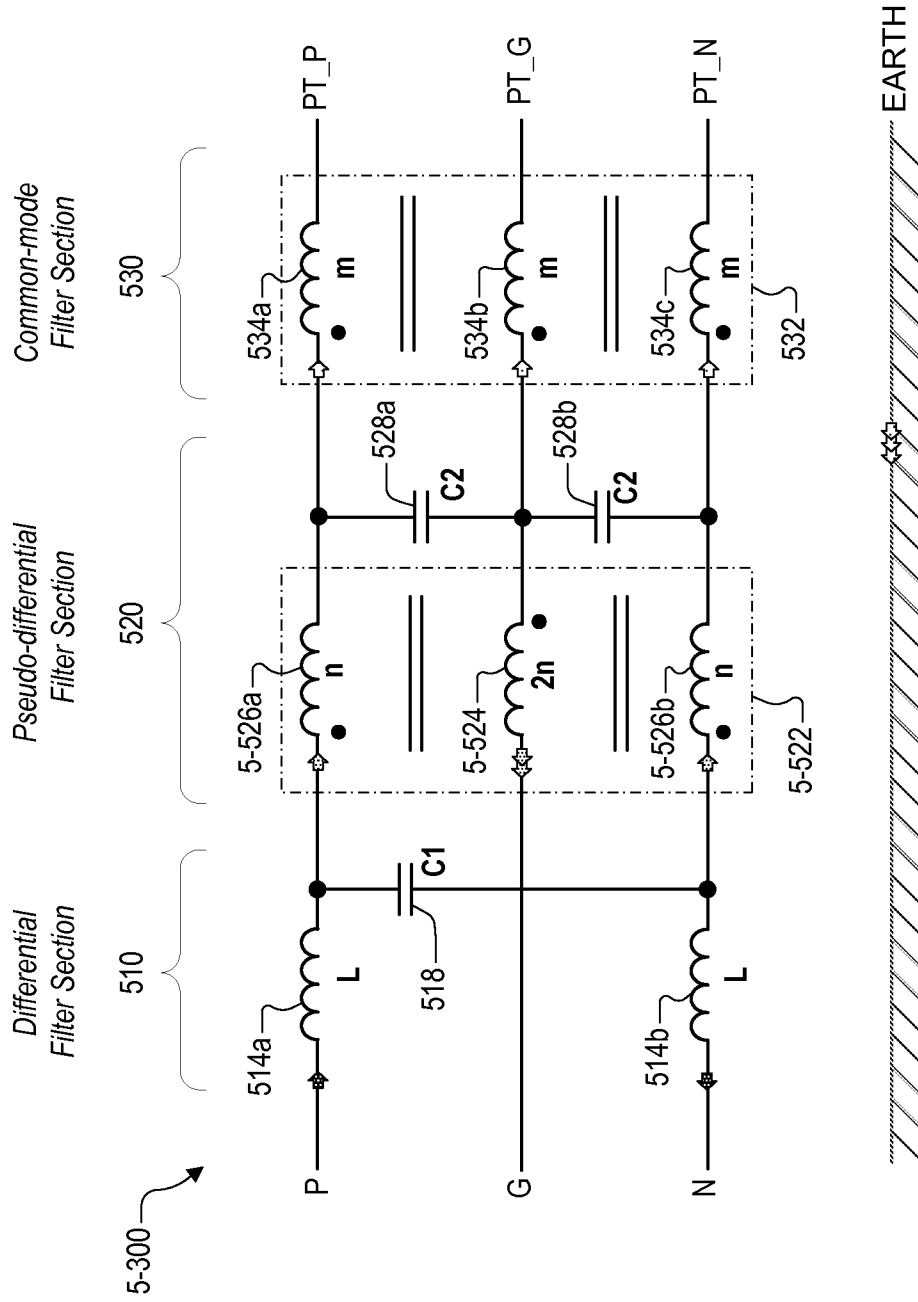 5-300
Differential
Filter Section
510
Pseudo-differential
Filter Section
520
Common-mode
Filter Section
530
P
514a
L
5-526a
n
534a
m
PT_P
518
C1
528a
C2
G
5-524
2n
534b
m
PT_G
528b
C2
N
514b
L
5-526b
n
534c
m
PT_N
5-522
532
EARTH